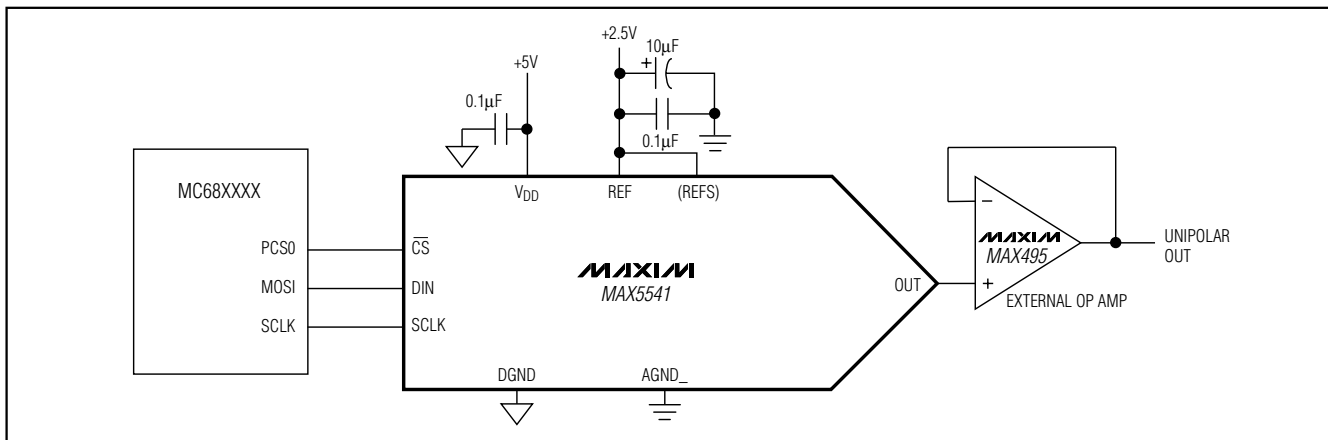 +2.5V
+5V
10µF
+
0.1µF
0.1µF
MC68XXXX
VDD
REF
(REFS)
PCS0
MOSI
SCLK
CS
DIN
SCLK
MAXIM
MAX5541
OUT
DGND
AGND_
−
MAXIM
MAX495
+
EXTERNAL OP AMP
UNIPOLAR
OUT